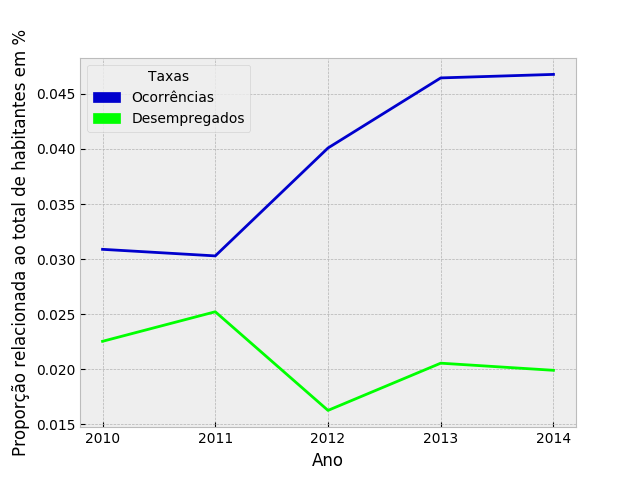 Proporção relacionada ao total de habitantes em %
Taxas
Ocorrências
Desempregados
0.045
0.040
0.035
0.030
0.025
0.020
0.015
2010 2011 2012 2013 2014
Ano